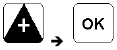 + → OK